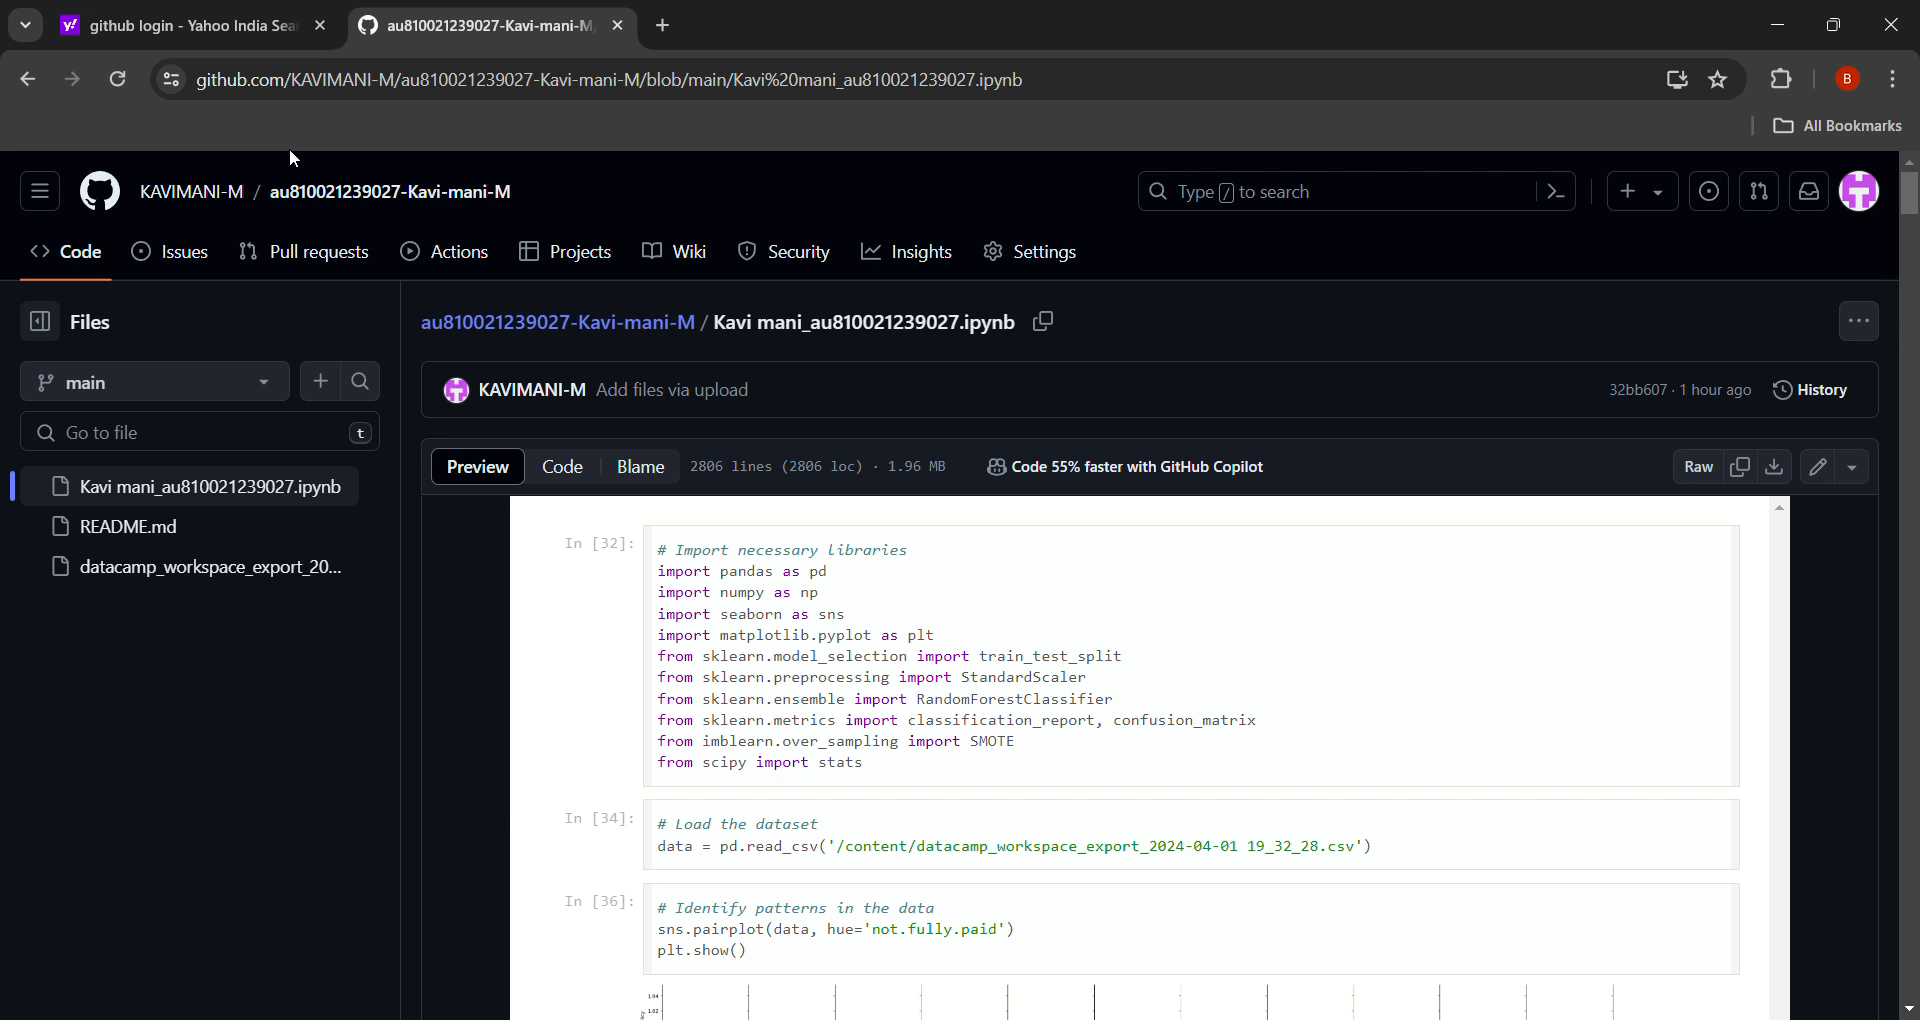 github login - Yahoo India Sea
au810021239027-Kavi-mani-M
github.com/KAVIMANI-M/au810021239027-Kavi-mani-M/blob/main/Kavi%20mani_au810021239027.ipynb
B
All Bookmarks
KAVIMANI-M / au810021239027-Kavi-mani-M
Type / to search
Code
Issues
Pull requests
Actions
Projects
Wiki
Security
Insights
Settings
Files
main
Go to file
t
Kavi mani_au810021239027.ipynb
README.md
datacamp_workspace_export_20...
au810021239027-Kavi-mani-M / Kavi mani_au810021239027.ipynb
KAVIMANI-M Add files via upload
32bb607 · 1 hour ago
History
Preview
Code
Blame
2806 lines (2806 loc) · 1.96 MB
Code 55% faster with GitHub Copilot
Raw
In [32]:
# Import necessary libraries
import pandas as pd
import numpy as np
import seaborn as sns
import matplotlib.pyplot as plt
from sklearn.model_selection import train_test_split
from sklearn.preprocessing import StandardScaler
from sklearn.ensemble import RandomForestClassifier
from sklearn.metrics import classification_report, confusion_matrix
from imblearn.over_sampling import SMOTE
from scipy import stats
In [34]:
# Load the dataset
data = pd.read_csv('/content/datacamp_workspace_export_2024-04-01 19_32_28.csv')
In [36]:
# Identify patterns in the data
sns.pairplot(data, hue='not.fully.paid')
plt.show()
1.04
1.02